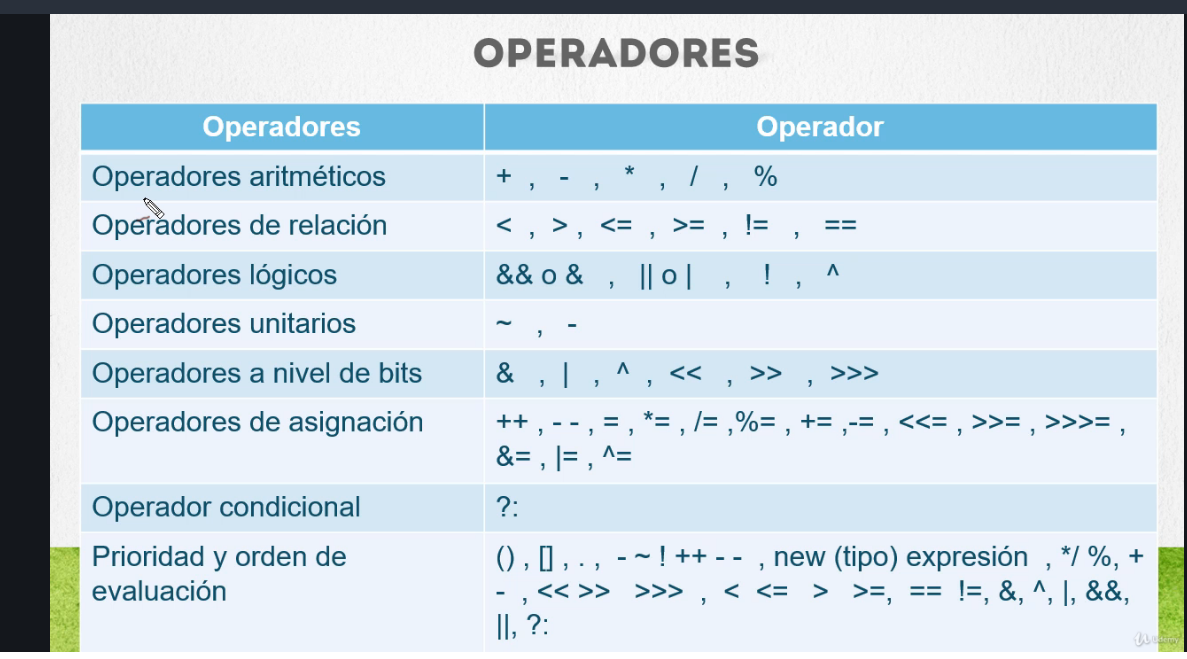 OPERADORES
Operadores
Operador
Operadores aritméticos
+ , - , * , / , %
Operadores de relación
< , > , <= , >= , != , ==
Operadores lógicos
&& o & , || o | , ! , ^
Operadores unitarios
~ , -
Operadores a nivel de bits
& , | , ^ , << , >> , >>>
Operadores de asignación
++ , - - , = , *= , /= ,%= , += ,-= , <<= , >>= , >>>= ,
&= , |= , ^=
Operador condicional
?:
Prioridad y orden de
evaluación
() , [] , . , - ~ ! ++ - - , new (tipo) expresión , */ %, +
- , << >> >>> , < <= > >=, == !=, &, ^, |, &&,
||, ?:
Udemy